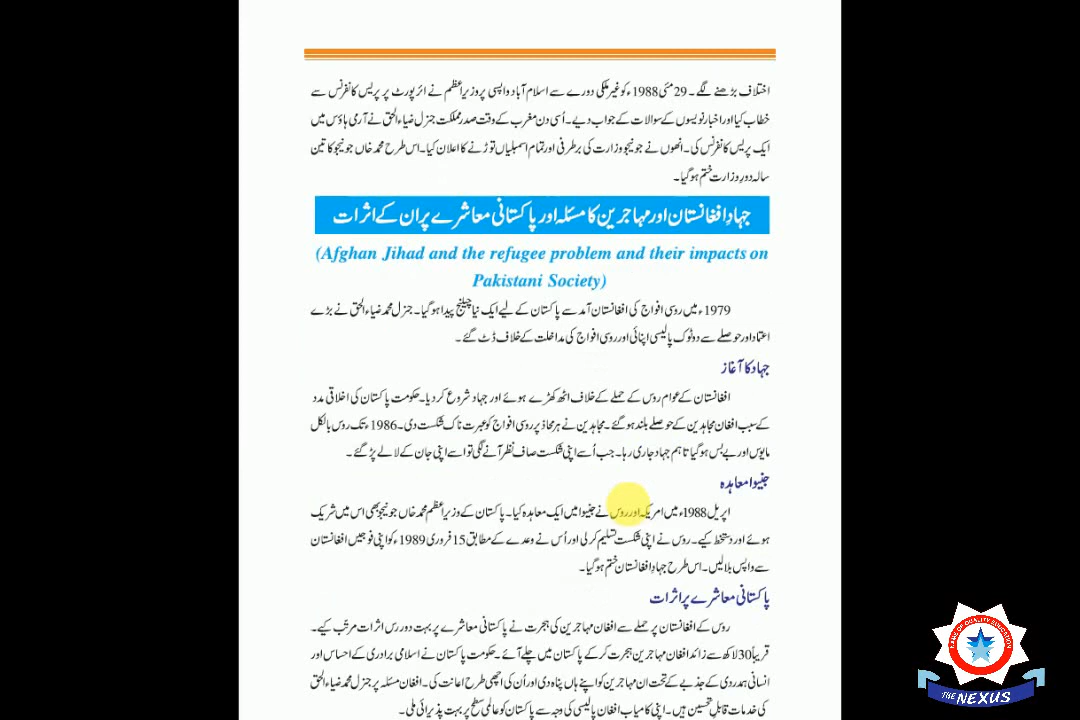 اختلاف بڑھنے لگے۔ 29 مئی 1988ء کو غیر ملکی دورے سے اسلام آباد واپسی پر وزیراعظم نے ائرپورٹ پر پریس کانفرنس سے
خطاب کیا اور اخبار نویسوں کے سوالات کے جواب دیے۔ اُسی دن مغرب کے وقت صدر مملکت جنرل ضیاء الحق نے آرمی ہاؤس میں
ایک پریس کانفرنس کی۔ انھوں نے جونیجو وزارت کی برطرفی اور تمام اسمبلیاں توڑنے کا اعلان کیا۔ اس طرح محمد خاں جونیجو کا تین
سالہ دورِ وزارت ختم ہو گیا۔
جہادِ افغانستان اور مہاجرین کا مسئلہ اور پاکستانی معاشرے پر ان کے اثرات
(Afghan Jihad and the refugee problem and their impacts on
Pakistani Society)
1979ء میں روسی افواج کی افغانستان آمد سے پاکستان کے لیے ایک نیا چیلنج پیدا ہو گیا۔ جنرل محمد ضیاء الحق نے بڑے
اعتماد اور حوصلے سے دو ٹوک پالیسی اپنائی اور روسی افواج کی مداخلت کے خلاف ڈٹ گئے۔
جہاد کا آغاز
افغانستان کے عوام روس کے حملے کے خلاف اٹھ کھڑے ہوئے اور جہاد شروع کر دیا۔ حکومت پاکستان کی اخلاقی مدد
کے سبب افغان مجاہدین کے حوصلے بلند ہو گئے۔ مجاہدین نے ہر محاذ پر روسی افواج کو عبرت ناک شکست دی۔ 1986ء تک روس بالکل
مایوس اور بے بس ہو گیا تاہم جہاد جاری رہا۔ جب اُسے اپنی شکست صاف نظر آنے لگی تو اسے اپنی جان کے لالے پڑ گئے۔
جنیوا معاہدہ
اپریل 1988ء میں امریکہ اور روس نے جنیوا میں ایک معاہدہ کیا۔ پاکستان کے وزیراعظم محمد خاں جونیجو بھی اس میں شریک
ہوئے اور دستخط کیے۔ روس نے اپنی شکست تسلیم کر لی اور اُس نے وعدے کے مطابق 15 فروری 1989ء کو اپنی فوجیں افغانستان
سے واپس بلا لیں۔ اس طرح جہادِ افغانستان ختم ہو گیا۔
پاکستانی معاشرے پر اثرات
روس کے افغانستان پر حملے سے افغان مہاجرین کی ہجرت نے پاکستانی معاشرے پر بہت دور رس اثرات مرتّب کیے۔
قریباً 30 لاکھ سے زائد افغان مہاجرین ہجرت کر کے پاکستان میں چلے آئے۔ حکومت پاکستان نے اسلامی برادری کے احساس اور
انسانی ہمدردی کے جذبے کے تحت ان مہاجرین کو اپنے ہاں پناہ دی اور اُن کی اچھی طرح اعانت کی۔ افغان مسئلہ پر جنرل محمد ضیاء الحق
کی خدمات قابلِ تحسین ہیں۔ اپنی کامیاب افغان پالیسی کی وجہ سے پاکستان کو عالمی سطح پر بہت پذیرائی ملی۔
THE NEXUS